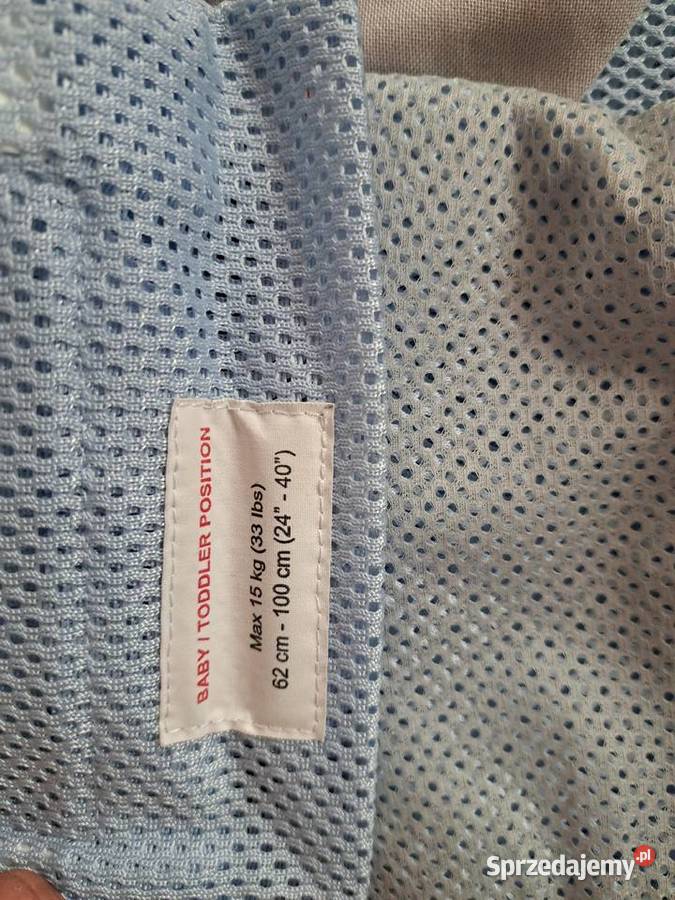 BABY / TODDLER POSITION
Max 15 kg (33 lbs)
62 cm - 100 cm (24" - 40")
Sprzedajemy.pl